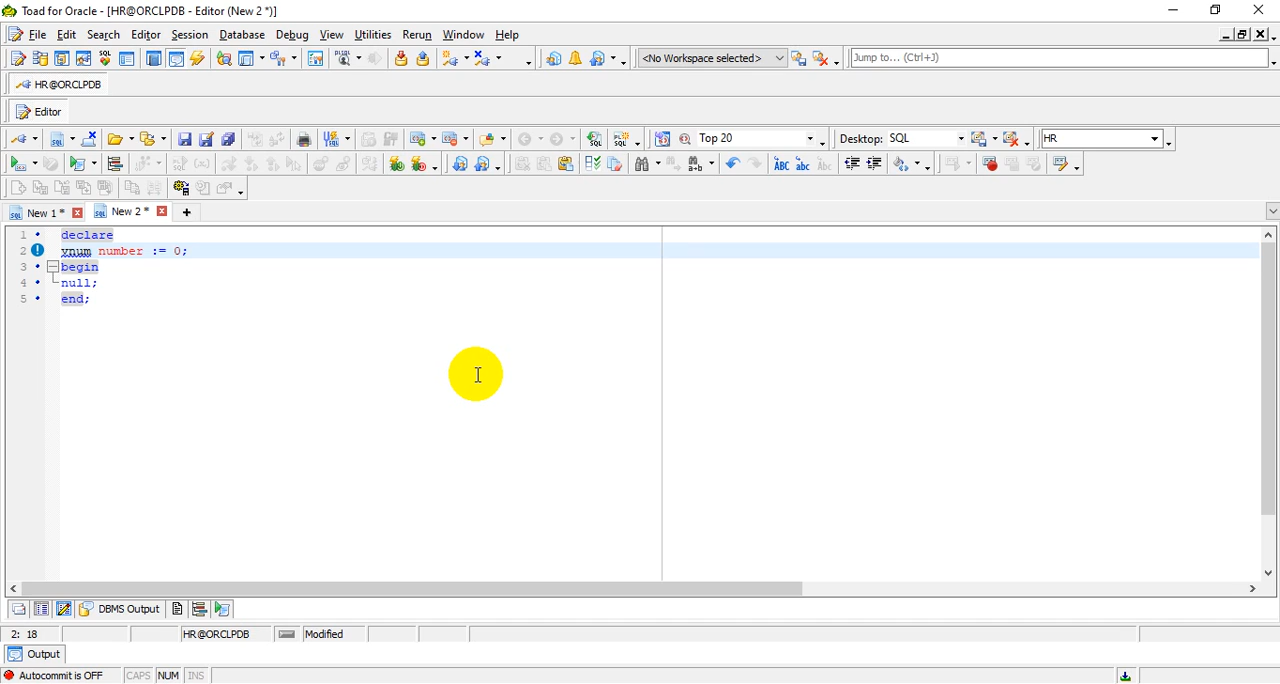 Toad for Oracle - [HR@ORCLPDB - Editor (New 2 *)]
File Edit Search Editor Session Database Debug View Utilities Rerun Window Help
<No Workspace selected> Jump to... (Ctrl+J)
HR@ORCLPDB
Editor
Top 20 Desktop: SQL HR
New 1 * New 2 * +
1 declare
2 vnum number := 0;
3 begin
4 null;
5 end;
DBMS Output
2: 18 HR@ORCLPDB Modified
Output
Autocommit is OFF CAPS NUM INS